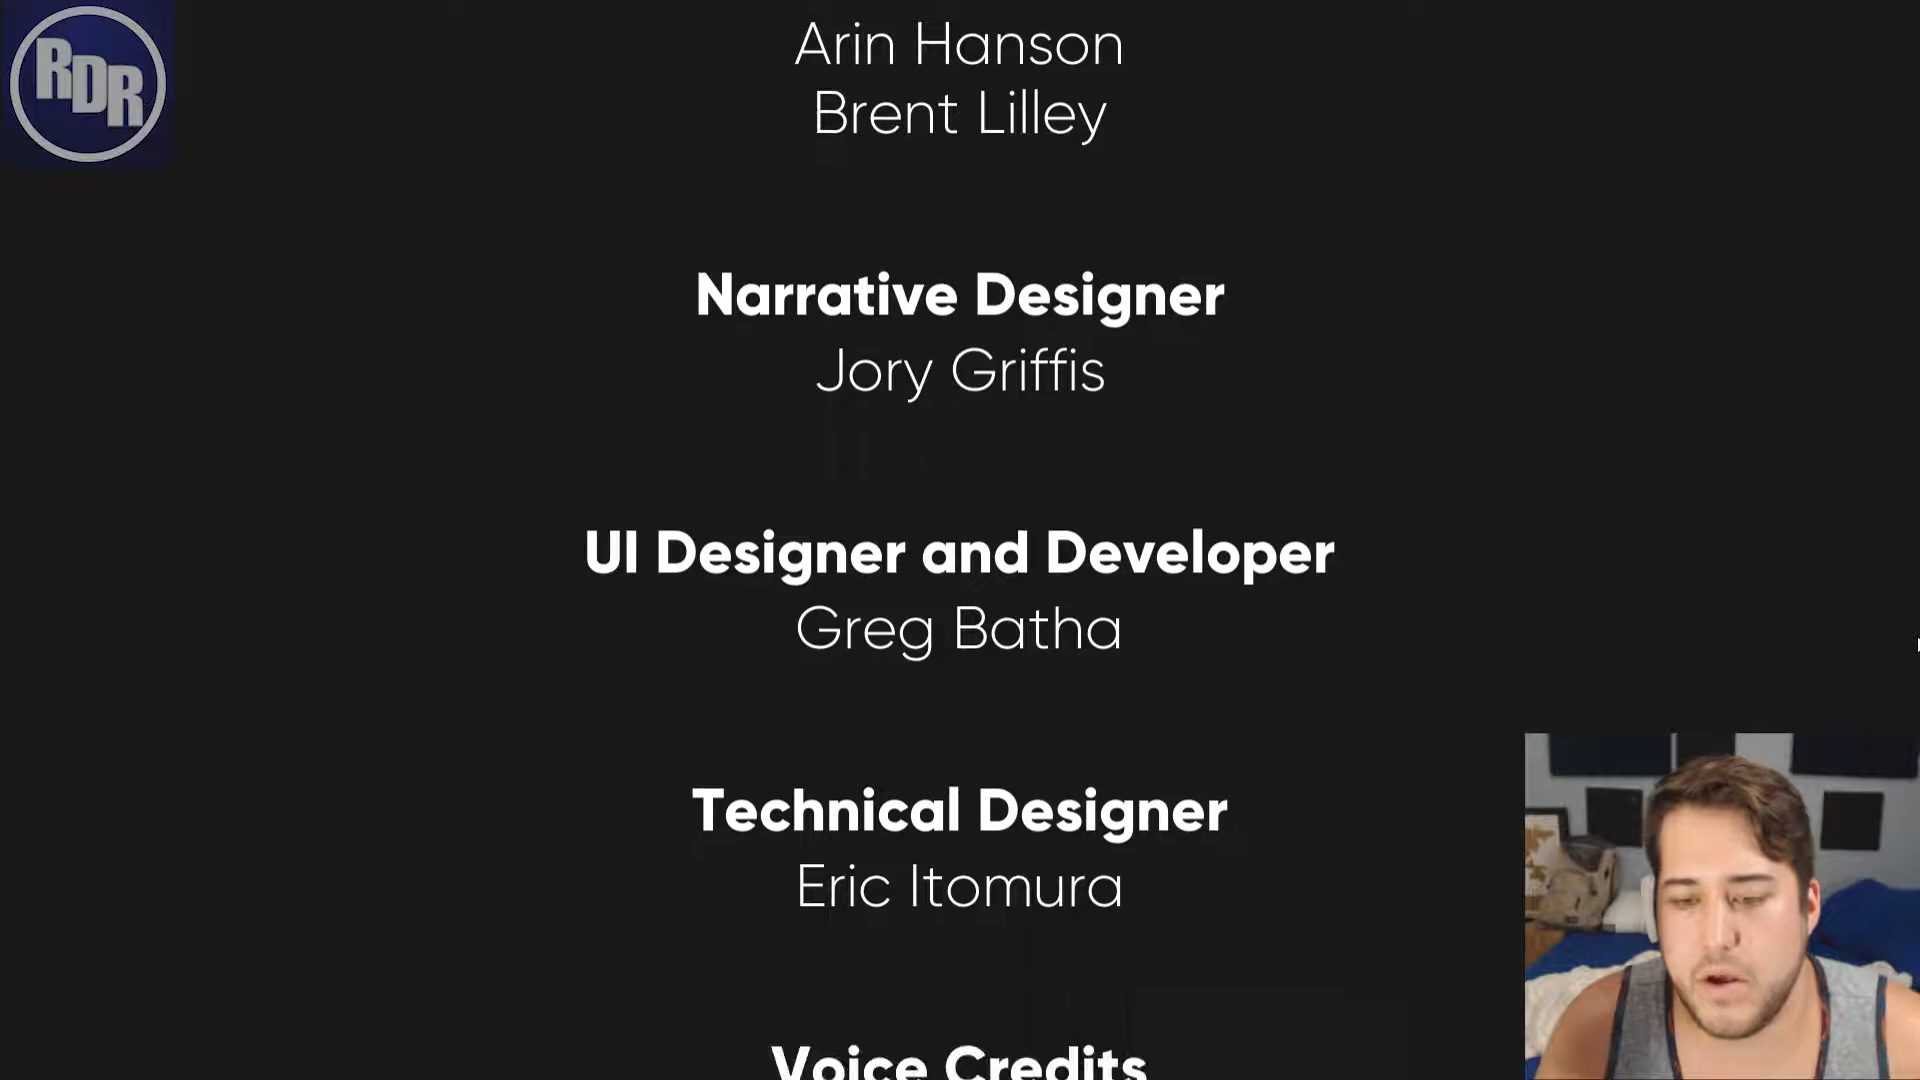 RDR
Arin Hanson
Brent Lilley
Narrative Designer
Jory Griffis
UI Designer and Developer
Greg Batha
Technical Designer
Eric Itomura
Voice Credits